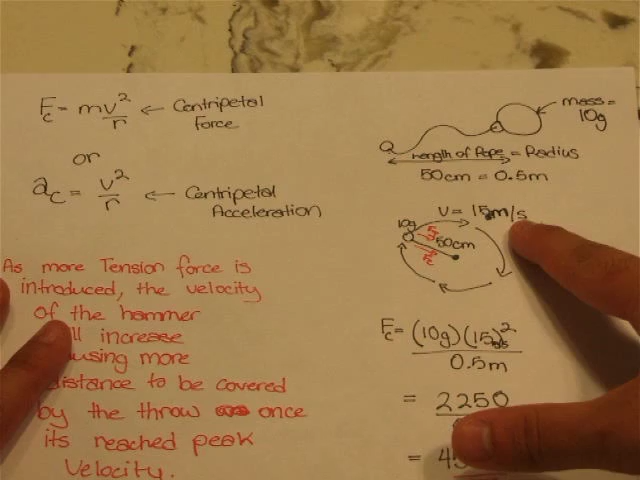 Fc = mv²/r ← Centripetal
Force
or
ac = v²/r ← Centripetal
Acceleration
As more Tension force is
introduced, the velocity
of the hammer
increase
more
distance to be covered
by the throw once
its reached peak
Velocity.
mass =
10g
Length of Rope = Radius
50cm = 0.5m
V = 15m/s
10g
50cm
Fc = (10g)(15)²
0.5m
= 2250
=